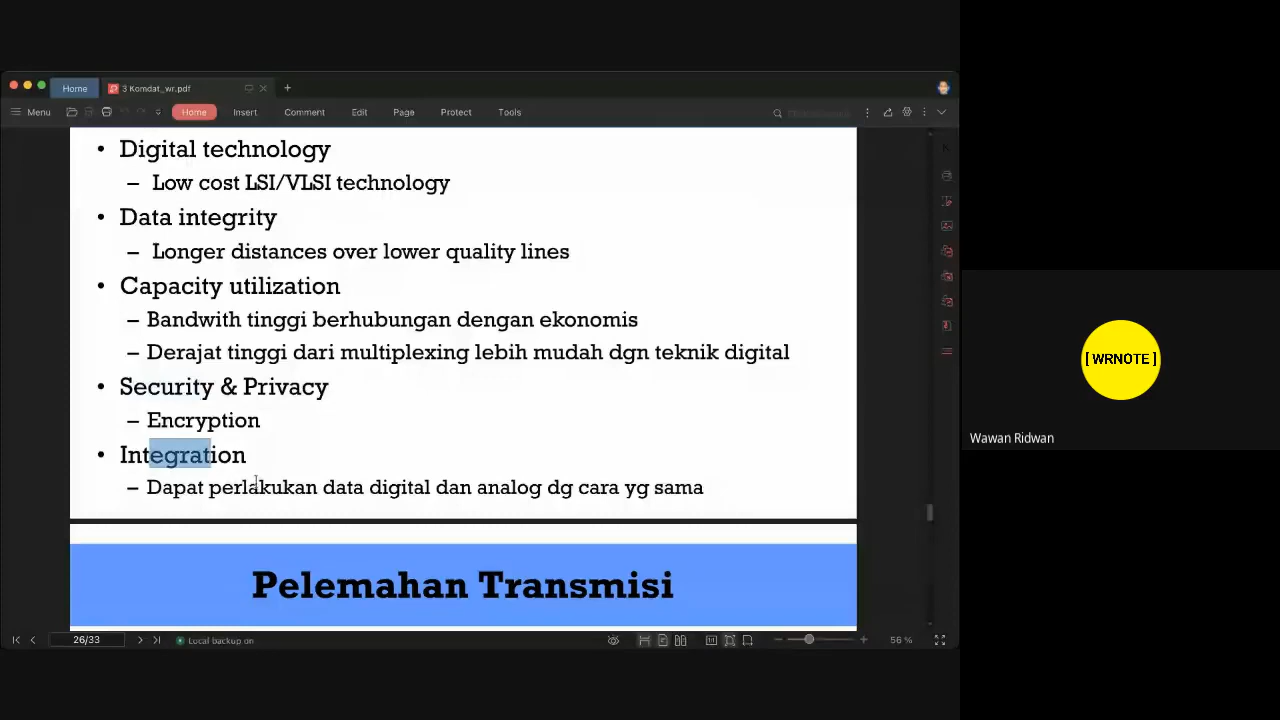 Home
3 Komdat_wr.pdf
Menu
Home
Insert
Comment
Edit
Page
Protect
Tools
• Digital technology
– Low cost LSI/VLSI technology
• Data integrity
– Longer distances over lower quality lines
• Capacity utilization
– Bandwith tinggi berhubungan dengan ekonomis
– Derajat tinggi dari multiplexing lebih mudah dgn teknik digital
• Security & Privacy
– Encryption
• Integration
– Dapat perlakukan data digital dan analog dg cara yg sama
Pelemahan Transmisi
26/33
Local backup on
56 %
[ WRNOTE ]
Wawan Ridwan